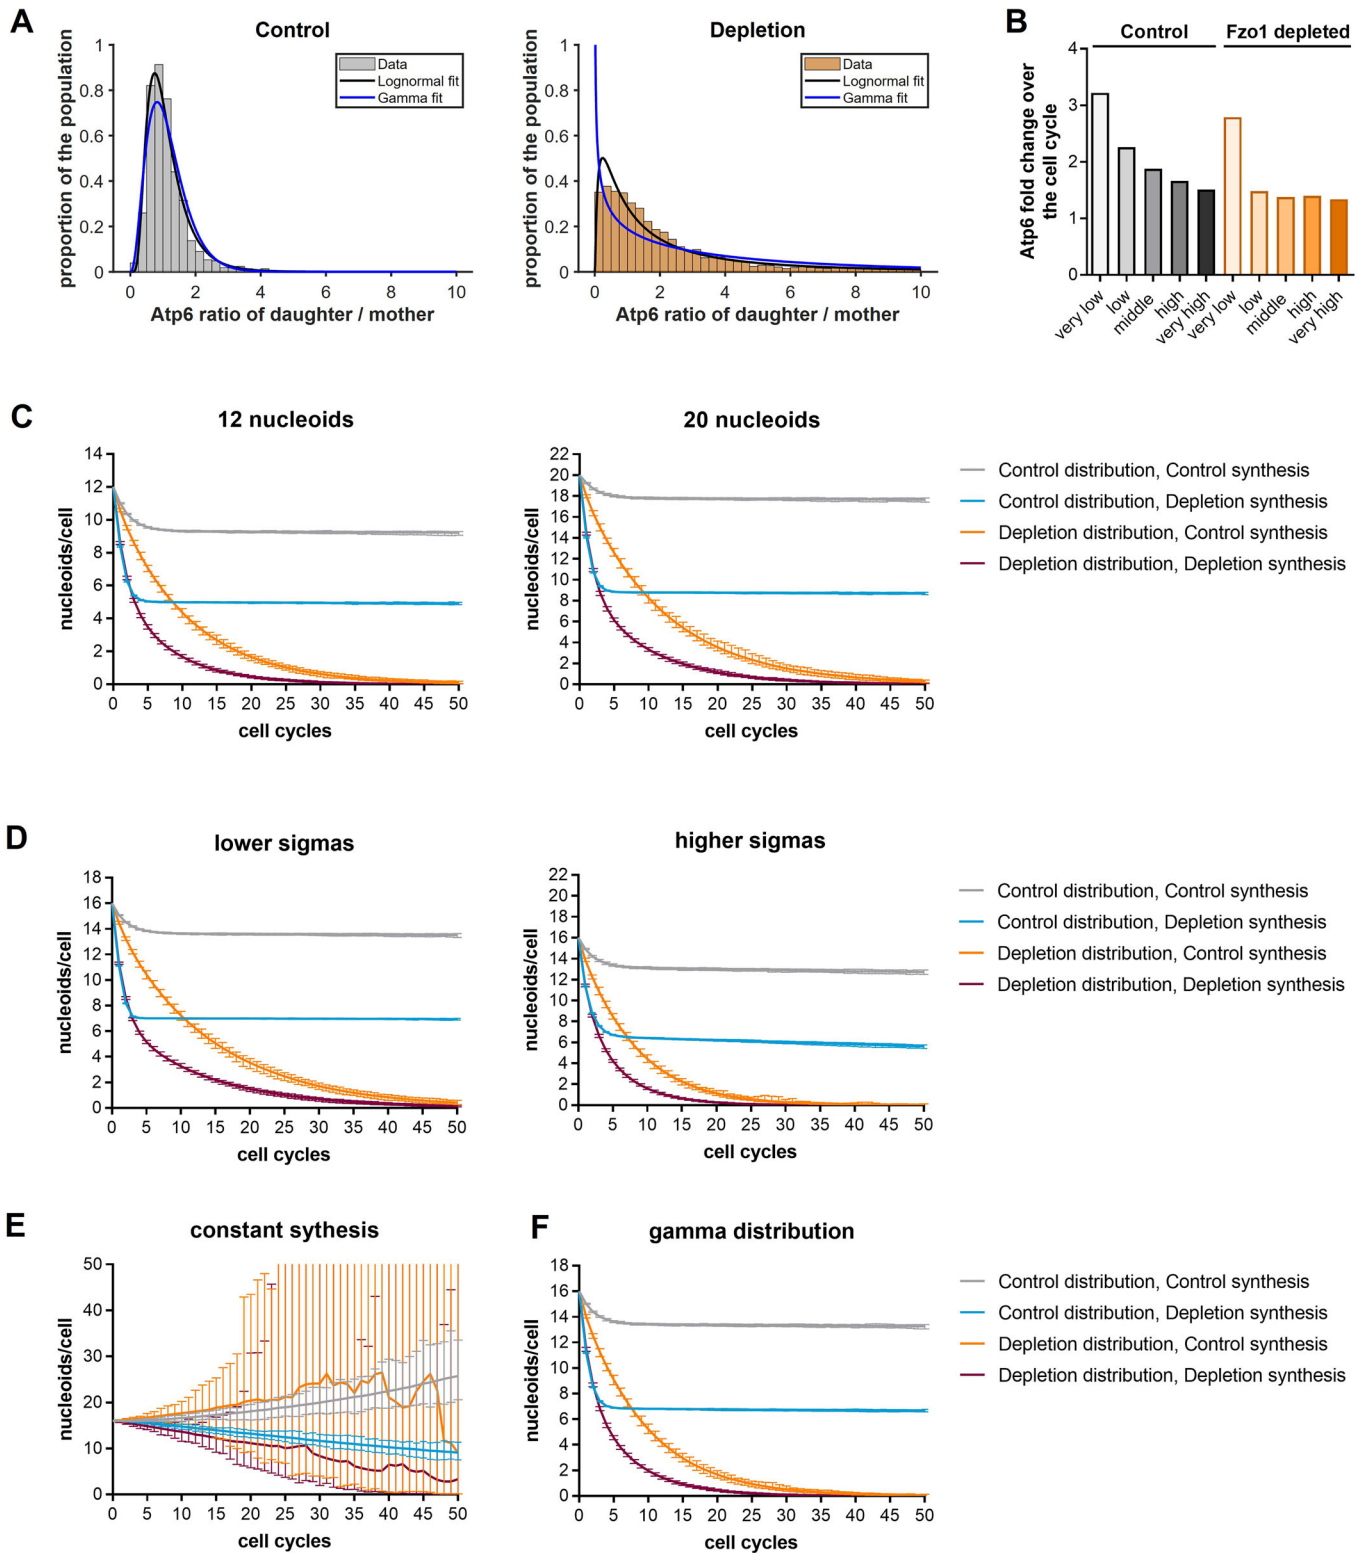 A
Control
proportion of the population
1
0.8
0.6
0.4
0.2
0
Data
Lognormal fit
Gamma fit
0 2 4 6 8 10
Atp6 ratio of daughter / mother
Depletion
proportion of the population
1
0.8
0.6
0.4
0.2
0
Data
Lognormal fit
Gamma fit
0 2 4 6 8 10
Atp6 ratio of daughter / mother
B
Control Fzo1 depleted
Atp6 fold change over
the cell cycle
4
3
2
1
0
very low
low
middle
high
very high
very low
low
middle
high
very high
C
12 nucleoids
nucleoids/cell
14
12
10
8
6
4
2
0
0 5 10 15 20 25 30 35 40 45 50
cell cycles
20 nucleoids
nucleoids/cell
22
20
18
16
14
12
10
8
6
4
2
0
0 5 10 15 20 25 30 35 40 45 50
cell cycles
Control distribution, Control synthesis
Control distribution, Depletion synthesis
Depletion distribution, Control synthesis
Depletion distribution, Depletion synthesis
D
lower sigmas
nucleoids/cell
18
16
14
12
10
8
6
4
2
0
0 5 10 15 20 25 30 35 40 45 50
cell cycles
higher sigmas
nucleoids/cell
22
20
18
16
14
12
10
8
6
4
2
0
0 5 10 15 20 25 30 35 40 45 50
cell cycles
Control distribution, Control synthesis
Control distribution, Depletion synthesis
Depletion distribution, Control synthesis
Depletion distribution, Depletion synthesis
E
constant sythesis
nucleoids/cell
50
40
30
20
10
0
0 5 10 15 20 25 30 35 40 45 50
cell cycles
F
gamma distribution
nucleoids/cell
18
16
14
12
10
8
6
4
2
0
0 5 10 15 20 25 30 35 40 45 50
cell cycles
Control distribution, Control synthesis
Control distribution, Depletion synthesis
Depletion distribution, Control synthesis
Depletion distribution, Depletion synthesis